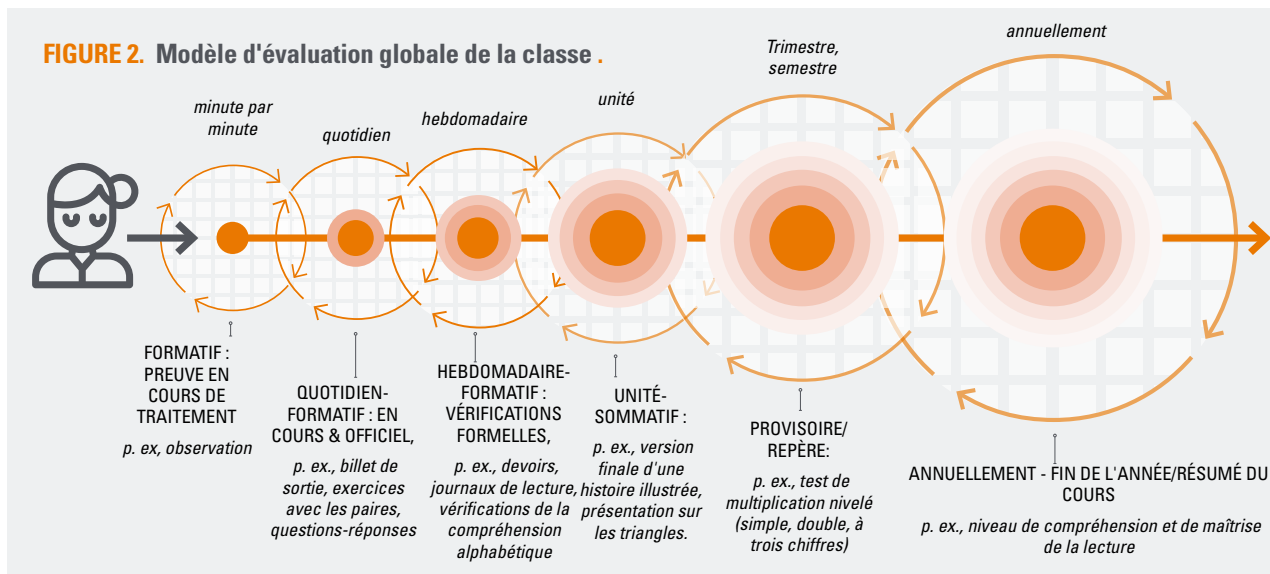 FIGURE 2. Modèle d'évaluation globale de la classe .
minute par
minute
quotidien
hebdomadaire
unité
Trimestre,
semestre
annuellement
FORMATIF :
PREUVE EN
COURS DE
TRAITEMENT
p. ex, observation
QUOTIDIEN-
FORMATIF : EN
COURS & OFFICIEL,
p. ex., billet de
sortie, exercices
avec les paires,
questions-réponses
HEBDOMADAIRE-
FORMATIF :
VÉRIFICATIONS
FORMELLES,
p. ex., devoirs,
journaux de lecture,
vérifications de la
compréhension
alphabétique
UNITÉ-
SOMMATIF :
p. ex., version
finale d'une
histoire illustrée,
présentation sur
les triangles.
PROVISOIRE/
REPÈRE:
p. ex., test de
multiplication nivelé
(simple, double, à
trois chiffres)
ANNUELLEMENT - FIN DE L'ANNÉE/RÉSUMÉ DU
COURS
p. ex., niveau de compréhension et de maîtrise
de la lecture